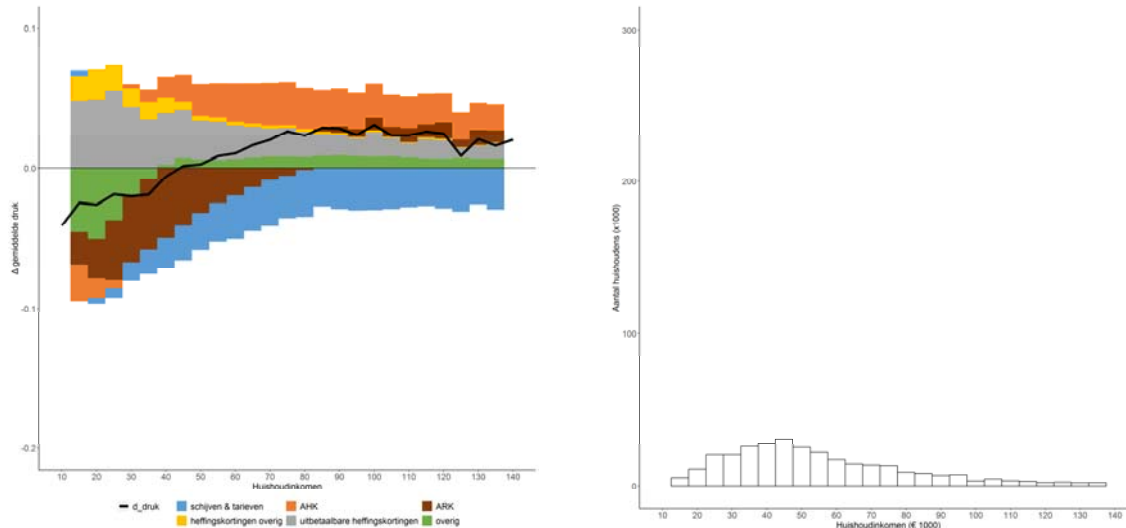 0.1
0.0
-0.1
-0.2
Δ gemiddelde druk
10 20 30 40 50 60 70 80 90 100 110 120 130 140
Huishoudinkomen
d_druk schijven & tarieven AHK ARK
heffingskortingen overig uitbetaalbare heffingskortingen overig
300
200
100
0
Aantal huishoudens (x1000)
10 20 30 40 50 60 70 80 90 100 110 120 130 140
Huishoudinkomen (€ 1000)